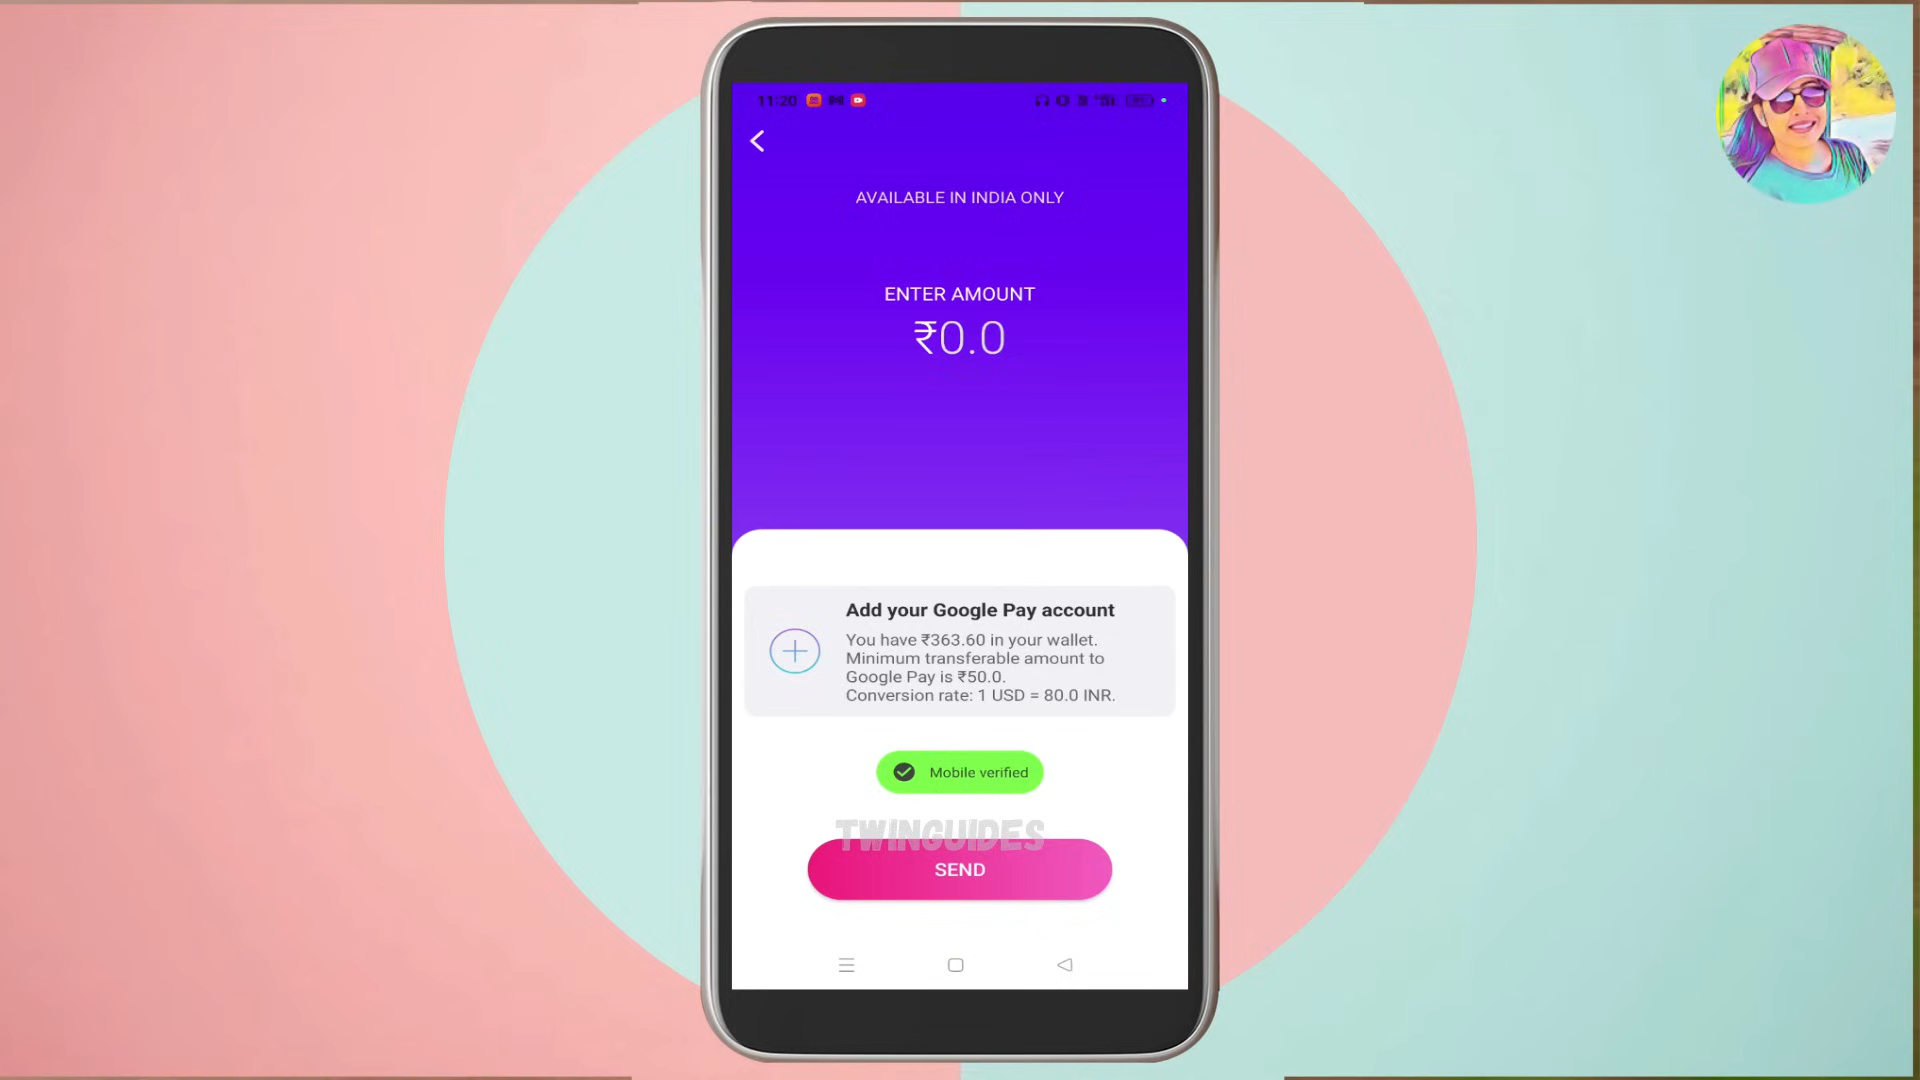 11:20
AVAILABLE IN INDIA ONLY
ENTER AMOUNT
₹0.0
Add your Google Pay account
You have ₹363.60 in your wallet.
Minimum transferable amount to
Google Pay is ₹50.0.
Conversion rate: 1 USD = 80.0 INR.
Mobile verified
TWINGUIDES
SEND